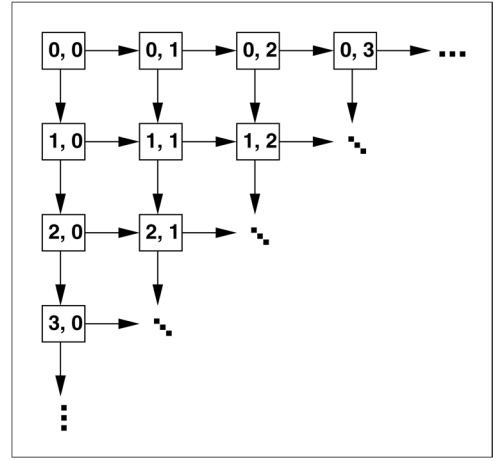 0, 0 0, 1 0, 2 0, 3 ...
1, 0 1, 1 1, 2
2, 0 2, 1
3, 0